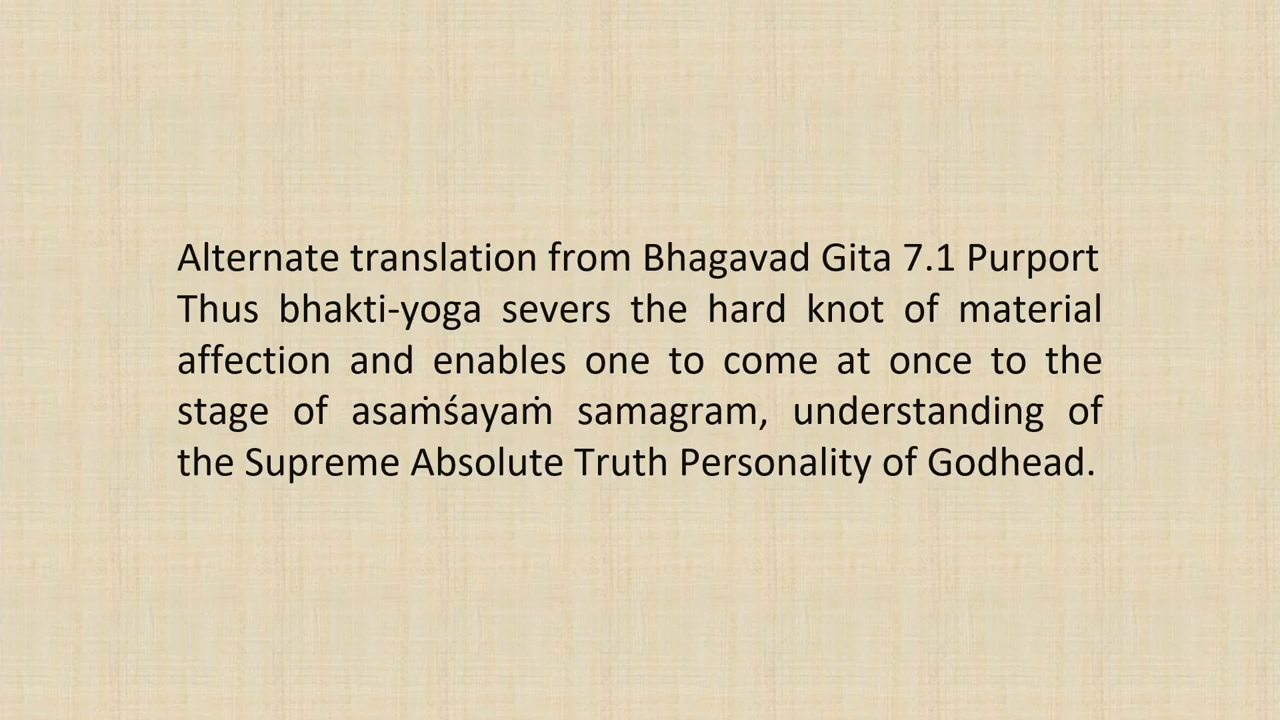 Alternate translation from Bhagavad Gita 7.1 Purport
Thus bhakti-yoga severs the hard knot of material
affection and enables one to come at once to the
stage of asaṁśayaṁ samagram, understanding of
the Supreme Absolute Truth Personality of Godhead.